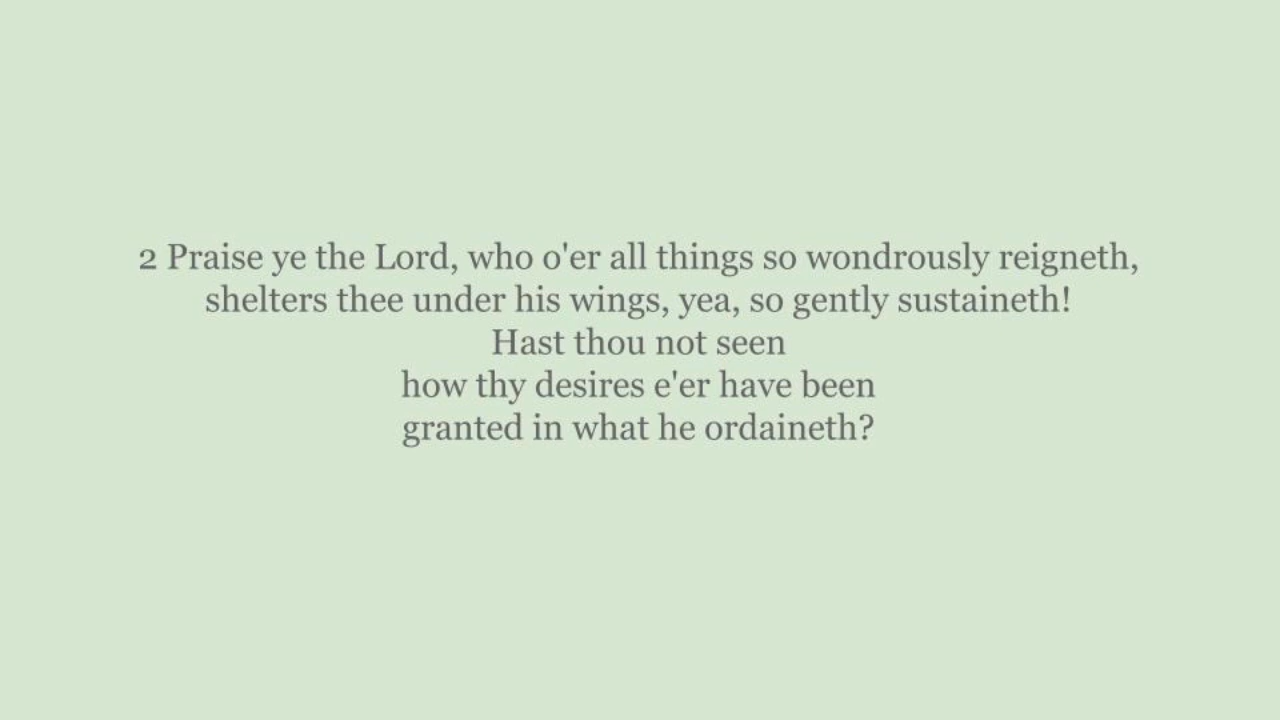 2 Praise ye the Lord, who o'er all things so wondrously reigneth,
shelters thee under his wings, yea, so gently sustaineth!
Hast thou not seen
how thy desires e'er have been
granted in what he ordaineth?